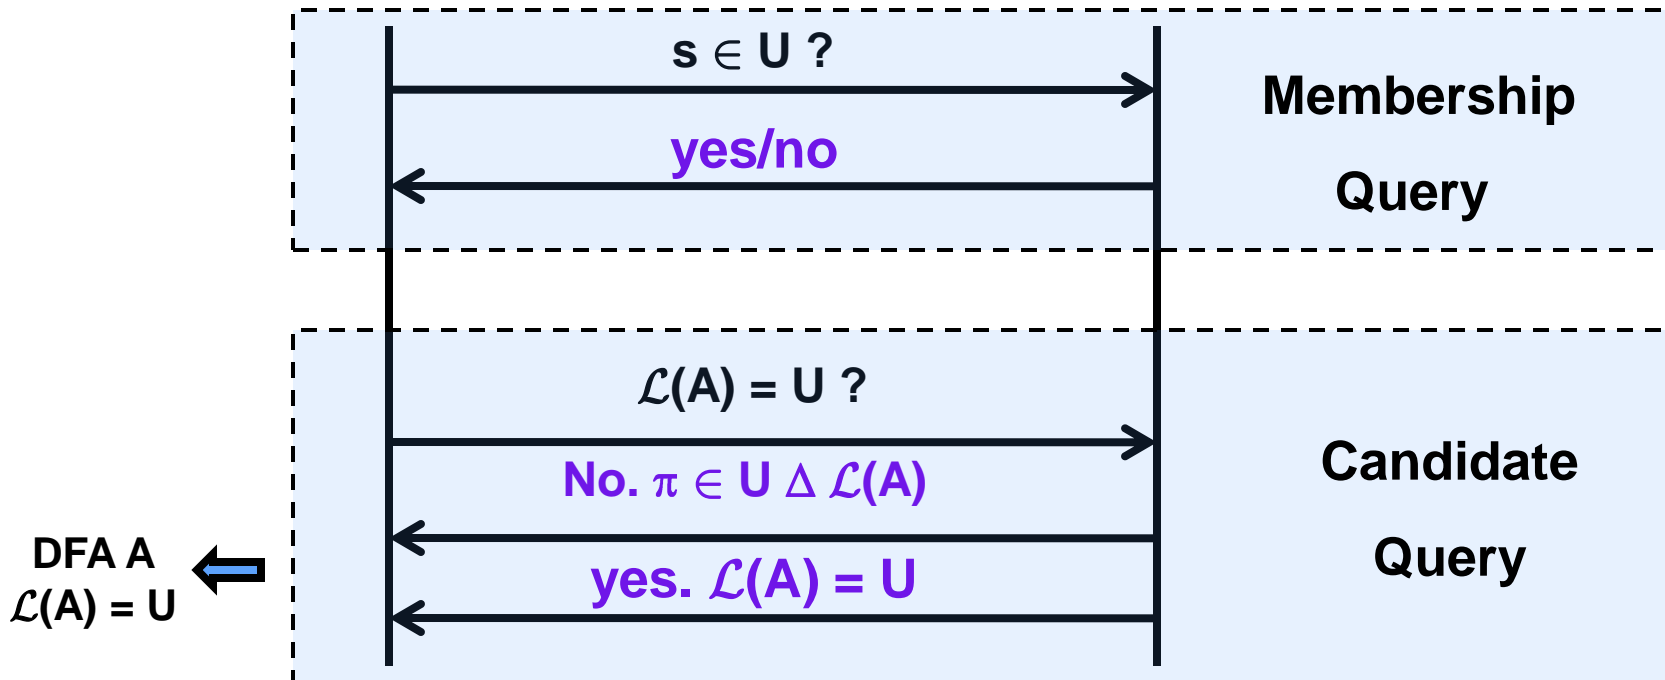 s ∈ U ?
yes/no
Membership
Query
ℒ(A) = U ?
No. π ∈ U Δ ℒ(A)
yes. ℒ(A) = U
Candidate
Query
DFA A
ℒ(A) = U